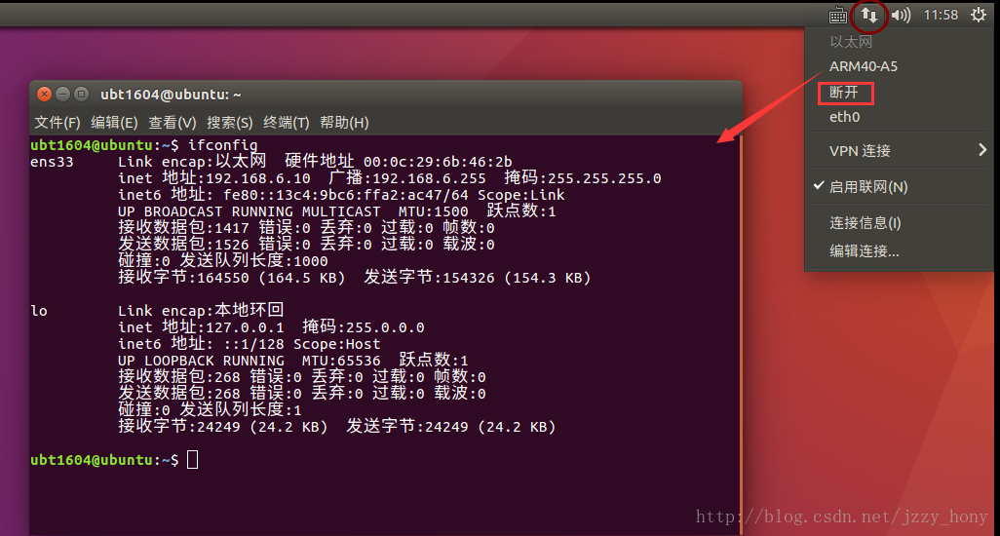 11:58
以太网
ARM40-A5
断开
eth0
VPN 连接
启用联网(N)
连接信息(I)
编辑连接...
ubt1604@ubuntu: ~
文件(F) 编辑(E) 查看(V) 搜索(S) 终端(T) 帮助(H)
ubt1604@ubuntu:~$ ifconfig
ens33 Link encap:以太网 硬件地址 00:0c:29:6b:46:2b
inet 地址:192.168.6.10 广播:192.168.6.255 掩码:255.255.255.0
inet6 地址: fe80::13c4:9bc6:ffa2:ac47/64 Scope:Link
UP BROADCAST RUNNING MULTICAST MTU:1500 跃点数:1
接收数据包:1417 错误:0 丢弃:0 过载:0 帧数:0
发送数据包:1526 错误:0 丢弃:0 过载:0 载波:0
碰撞:0 发送队列长度:1000
接收字节:164550 (164.5 KB) 发送字节:154326 (154.3 KB)
lo Link encap:本地环回
inet 地址:127.0.0.1 掩码:255.0.0.0
inet6 地址: ::1/128 Scope:Host
UP LOOPBACK RUNNING MTU:65536 跃点数:1
接收数据包:268 错误:0 丢弃:0 过载:0 帧数:0
发送数据包:268 错误:0 丢弃:0 过载:0 载波:0
碰撞:0 发送队列长度:1
接收字节:24249 (24.2 KB) 发送字节:24249 (24.2 KB)
ubt1604@ubuntu:~$
http://blog.csdn.net/jzzy_hony